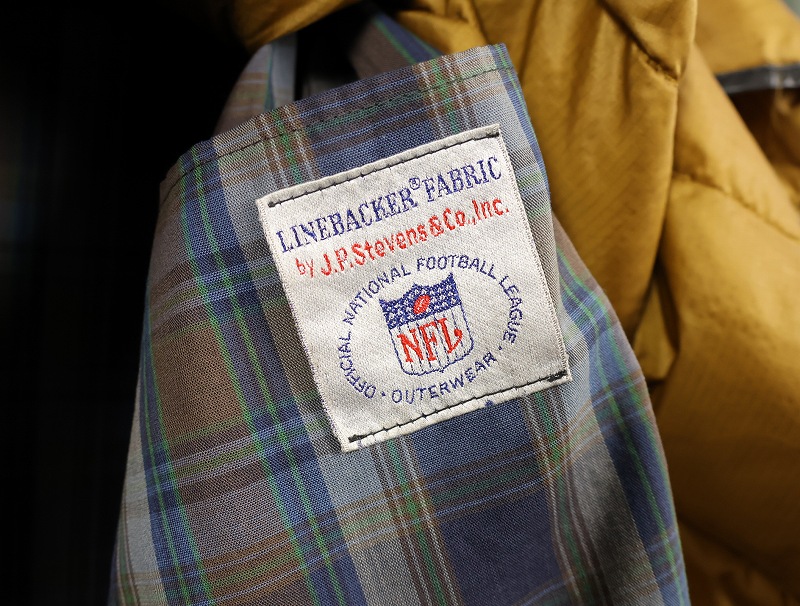 LINEBACKER® FABRIC
by J.P.Stevens&Co.,Inc.
OFFICIAL NATIONAL FOOTBALL LEAGUE
NFL
• OUTERWEAR •